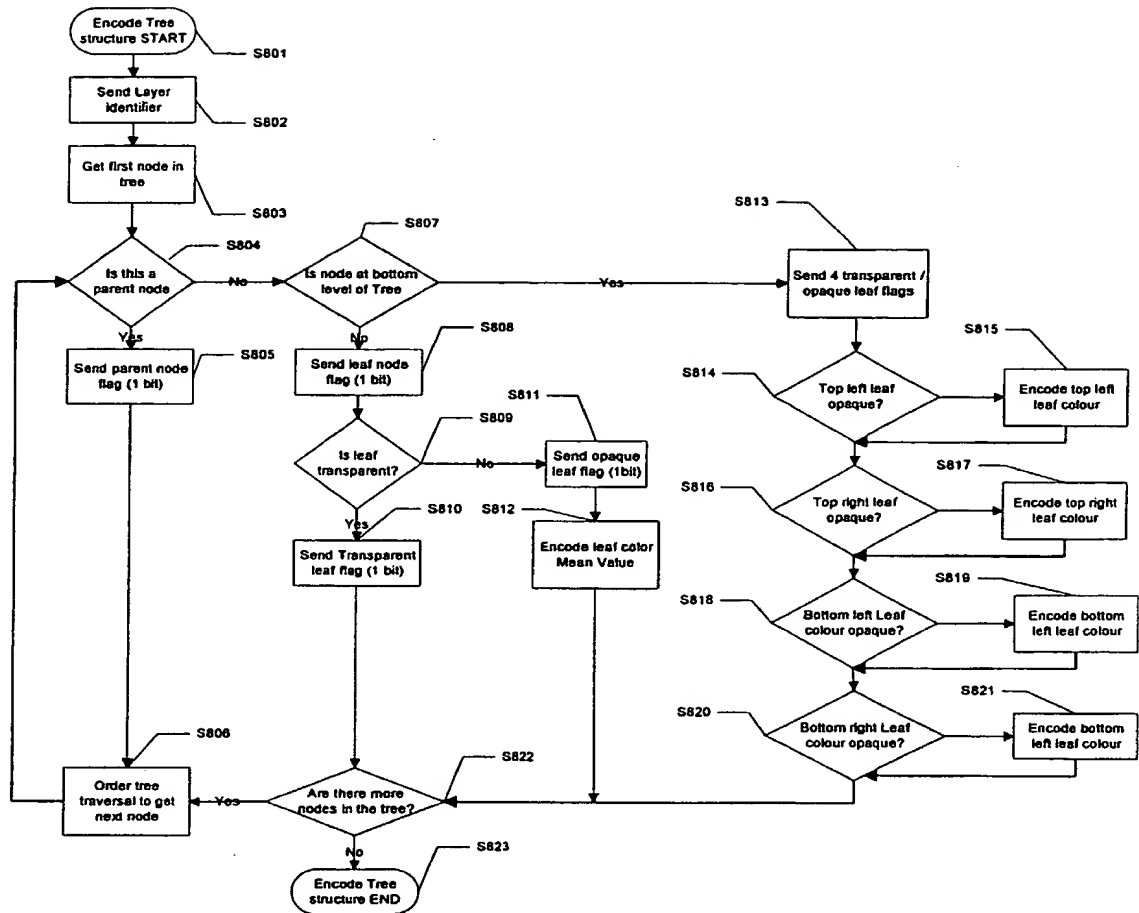 Encode Tree
structure START
S801
Send Layer
identifier
S802
Get first node in
tree
S803
S804
Is this a
parent node
No
S807
Is node at bottom
level of Tree
Yes
S813
Send 4 transparent /
opaque leaf flags
Yes
Send parent node
flag (1 bit)
S805
No
Send leaf node
flag (1 bit)
S808
S809
Is leaf
transparent?
No
S811
Send opaque
leaf flag (1bit)
Yes
S810
Send Transparent
leaf flag (1 bit)
S812
Encode leaf color
Mean Value
S814
Top left leaf
opaque?
S815
Encode top left
leaf colour
S816
Top right leaf
opaque?
S817
Encode top right
leaf colour
S818
Bottom left Leaf
colour opaque?
S819
Encode bottom
left leaf colour
S820
Bottom right Leaf
colour opaque?
S821
Encode bottom
left leaf colour
S806
Order tree
traversal to get
next node
Yes
Are there more
nodes in the tree?
S822
No
S823
Encode Tree
structure END